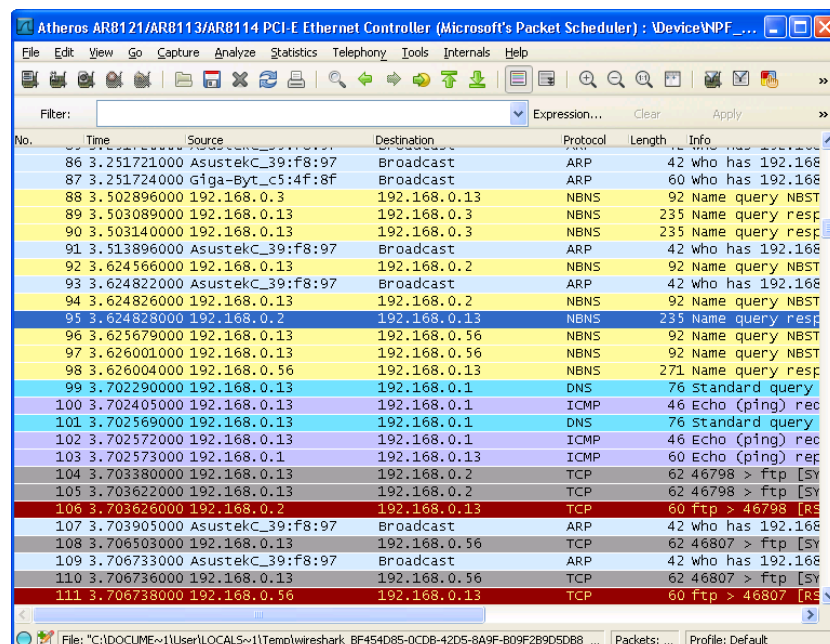 Atheros AR8121/AR8113/AR8114 PCI-E Ethernet Controller (Microsoft's Packet Scheduler) : \Device\NPF_...
File Edit View Go Capture Analyze Statistics Telephony Tools Internals Help
Filter: Expression... Clear Apply »
No. Time Source Destination Protocol Length Info
86 3.251721000 AsustekC_39:f8:97 Broadcast ARP 42 who has 192.168
87 3.251724000 Giga-Byt_c5:4f:8f Broadcast ARP 60 who has 192.168
88 3.502896000 192.168.0.3 192.168.0.13 NBNS 92 Name query NBST
89 3.503089000 192.168.0.13 192.168.0.3 NBNS 235 Name query resp
90 3.503140000 192.168.0.13 192.168.0.3 NBNS 235 Name query resp
91 3.513896000 AsustekC_39:f8:97 Broadcast ARP 42 who has 192.168
92 3.624566000 192.168.0.13 192.168.0.2 NBNS 92 Name query NBST
93 3.624822000 AsustekC_39:f8:97 Broadcast ARP 42 who has 192.168
94 3.624826000 192.168.0.13 192.168.0.2 NBNS 92 Name query NBST
95 3.624828000 192.168.0.2 192.168.0.13 NBNS 235 Name query resp
96 3.625679000 192.168.0.13 192.168.0.56 NBNS 92 Name query NBST
97 3.626001000 192.168.0.13 192.168.0.56 NBNS 92 Name query NBST
98 3.626004000 192.168.0.56 192.168.0.13 NBNS 271 Name query resp
99 3.702290000 192.168.0.13 192.168.0.1 DNS 76 Standard query
100 3.702405000 192.168.0.13 192.168.0.1 ICMP 46 Echo (ping) req
101 3.702569000 192.168.0.13 192.168.0.1 DNS 76 Standard query
102 3.702572000 192.168.0.13 192.168.0.1 ICMP 46 Echo (ping) req
103 3.702573000 192.168.0.1 192.168.0.13 ICMP 60 Echo (ping) rep
104 3.703380000 192.168.0.13 192.168.0.2 TCP 62 46798 > ftp [SY
105 3.703622000 192.168.0.13 192.168.0.2 TCP 62 46798 > ftp [SY
106 3.703626000 192.168.0.2 192.168.0.13 TCP 60 ftp > 46798 [RS
107 3.703905000 AsustekC_39:f8:97 Broadcast ARP 42 who has 192.168
108 3.706503000 192.168.0.13 192.168.0.56 TCP 62 46807 > ftp [SY
109 3.706733000 AsustekC_39:f8:97 Broadcast ARP 42 who has 192.168
110 3.706736000 192.168.0.13 192.168.0.56 TCP 62 46807 > ftp [SY
111 3.706738000 192.168.0.56 192.168.0.13 TCP 60 ftp > 46807 [RS
File: "C:\DOCUME~1\User\LOCALS~1\Temp\wireshark_BF454D85-0CDB-42D5-8A9F-B09F2B9D5DB8 ... Packets: ... Profile: Default